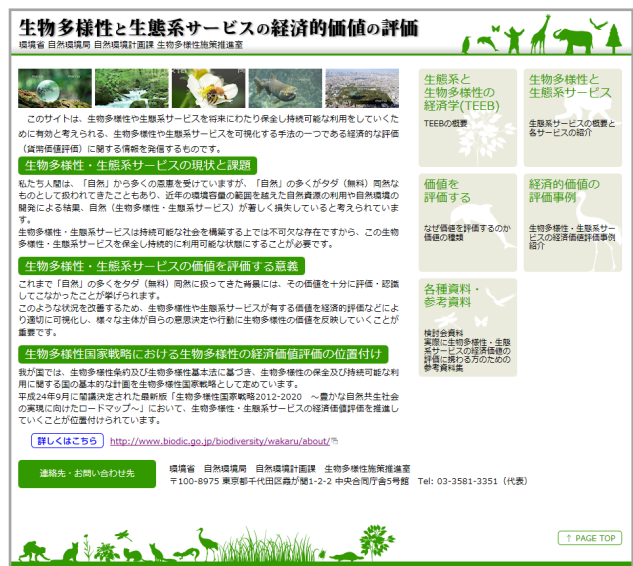 生物多様性と生態系サービスの経済的価値の評価
環境省 自然環境局 自然環境計画課 生物多様性施策推進室
このサイトは、生物多様性や生態系サービスを将来にわたり保全し持続可能な利用をしていくた
めに有効と考えられる、生物多様性や生態系サービスを可視化する手法の一つである経済的な評価
（貨幣価値評価）に関する情報を発信するものです。
生物多様性・生態系サービスの現状と課題
私たち人間は、「自然」から多くの恩恵を受けていますが、「自然」の多くがタダ（無料）同然な
ものとして扱われてきたこともあり、近年の環境容量の範囲を越えた自然資源の利用や自然環境の
開発による結果、自然（生物多様性・生態系サービス）が著しく損失していると考えられていま
す。
生物多様性・生態系サービスは持続可能な社会を構築する上では不可欠な存在ですから、この生物
多様性・生態系サービスを保全し持続的に利用可能な状態にすることが必要です。
生物多様性・生態系サービスの価値を評価する意義
これまで「自然」の多くをタダ（無料）同然に扱ってきた背景には、その価値を十分に評価・認識
してこなかったことが挙げられます。
このような状況を改善するため、生物多様性や生態系サービスが有する価値を経済的評価などによ
り適切に可視化し、様々な主体が自らの意思決定や行動に生物多様性の価値を反映していくことが
重要です。
生物多様性国家戦略における生物多様性の経済価値評価の位置付け
我が国では、生物多様性条約及び生物多様性基本法に基づき、生物多様性の保全及び持続可能な利
用に関する国の基本的な計画を生物多様性国家戦略として定めています。
平成24年9月に閣議決定された最新版「生物多様性国家戦略2012-2020　～豊かな自然共生社会
の実現に向けたロードマップ～」において、生物多様性・生態系サービスの経済価値評価を推進し
ていくことが位置付けられています。
詳しくはこちら http://www.biodic.go.jp/biodiversity/wakaru/about/
生態系と
生物多様性の
経済学(TEEB)
TEEBの概要
生物多様性と
生態系サービス
生態系サービスの概要と
各サービスの紹介
価値を
評価する
なぜ価値を評価するのか
価値の種類
経済的価値の
評価事例
生物多様性・生態系サー
ビスの経済価値評価事例
紹介
各種資料・
参考資料
検討会資料
実際に生物多様性・生態
系サービスの経済価値の
評価に携わる方のための
参考資料集
連絡先・お問い合わせ先
環境省　自然環境局　自然環境計画課　生物多様性施策推進室
〒100-8975 東京都千代田区霞が関1-2-2 中央合同庁舎5号館　Tel: 03-3581-3351（代表）
↑ PAGE TOP